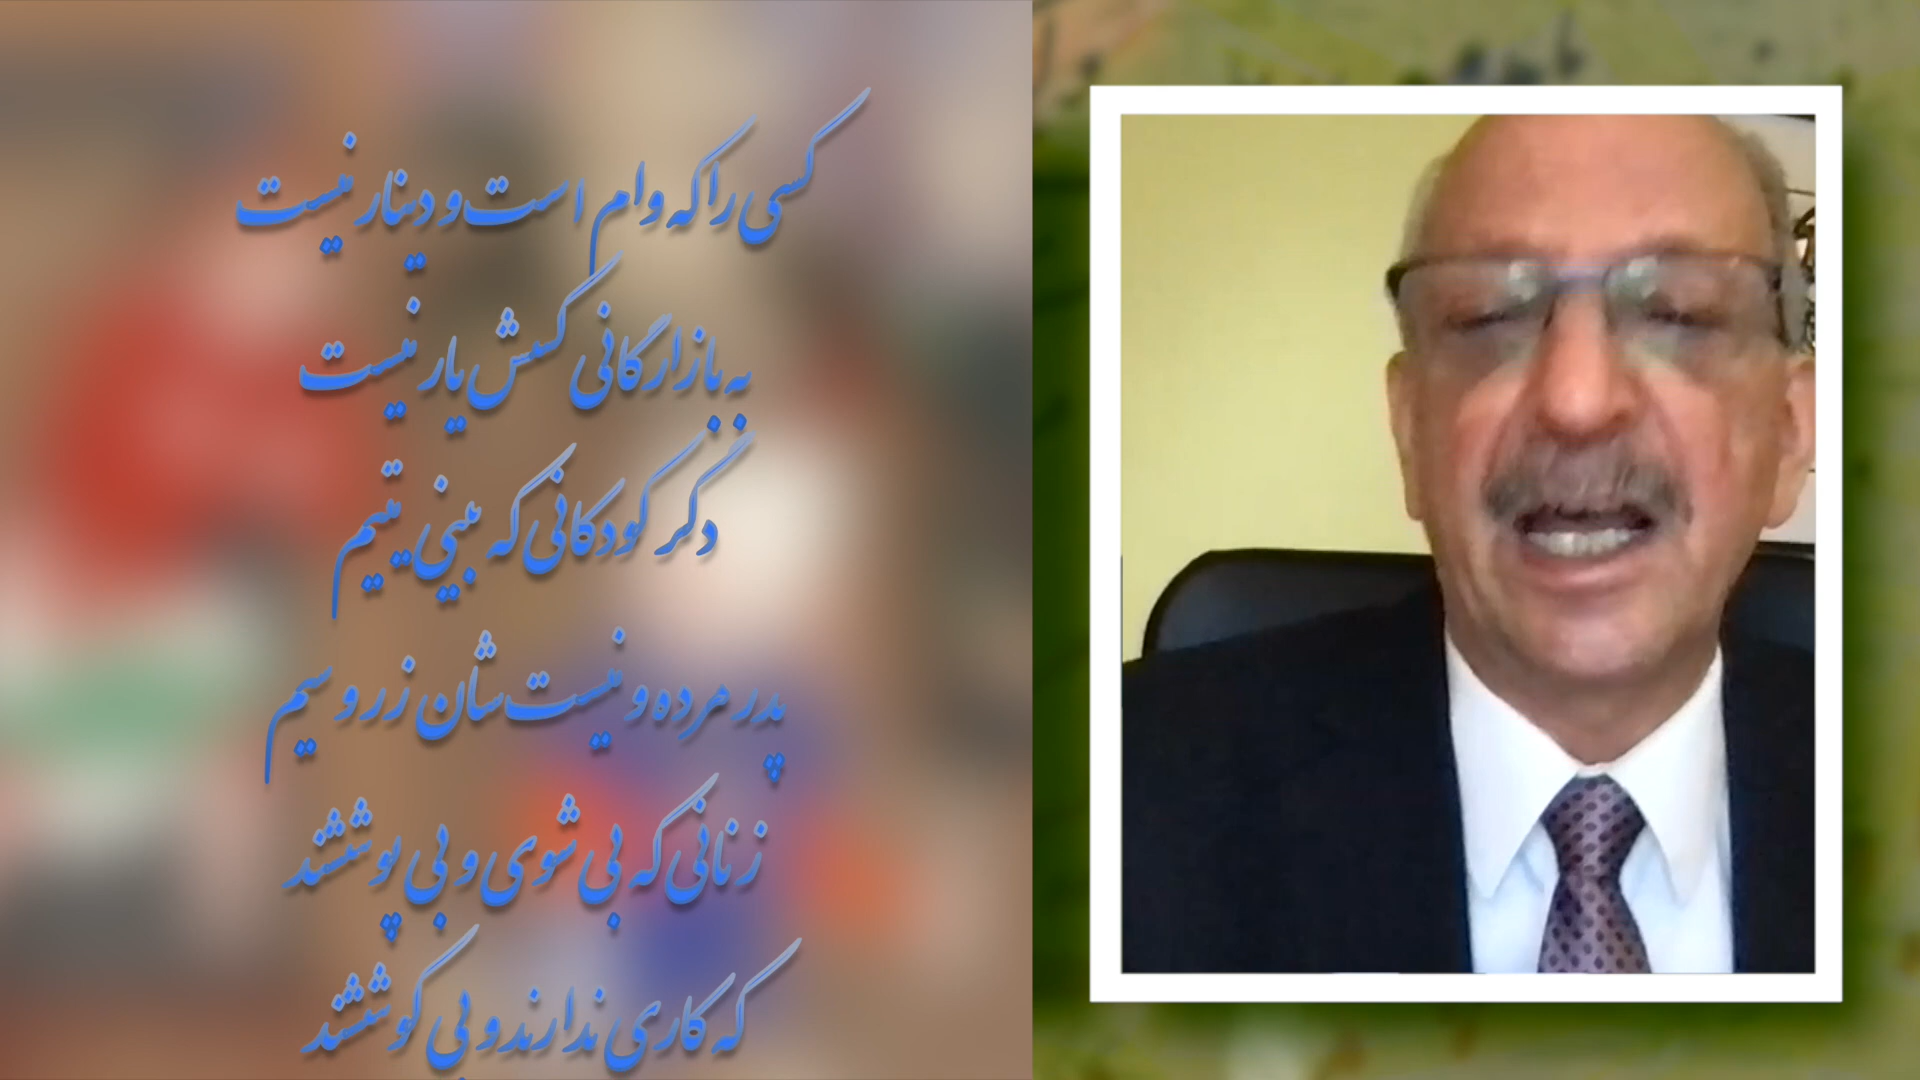 کسی را که وام است و دینار نیست
به بازارگانی کسش یار نیست
دگر کودکانی که بینی یتیم
پدر مرده و نیست‌شان زر و سیم
زنانی که بی شوی و بی پوششند
که کاری ندارند و بی کوششند